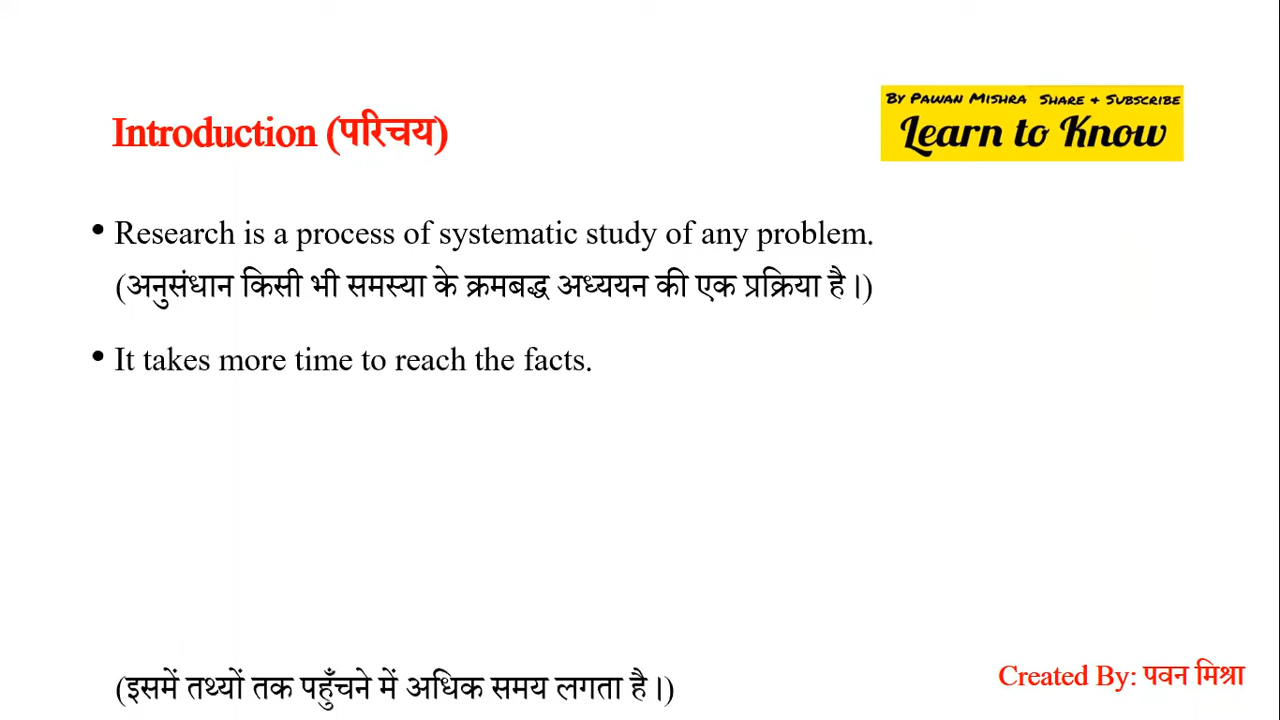 By Pawan Mishra Share & Subscribe
Learn to Know
Introduction (परिचय)
• Research is a process of systematic study of any problem.
(अनुसंधान किसी भी समस्या के क्रमबद्ध अध्ययन की एक प्रक्रिया है।)
• It takes more time to reach the facts.
(इसमें तथ्यों तक पहुँचने में अधिक समय लगता है।)
Created By: पवन मिश्रा